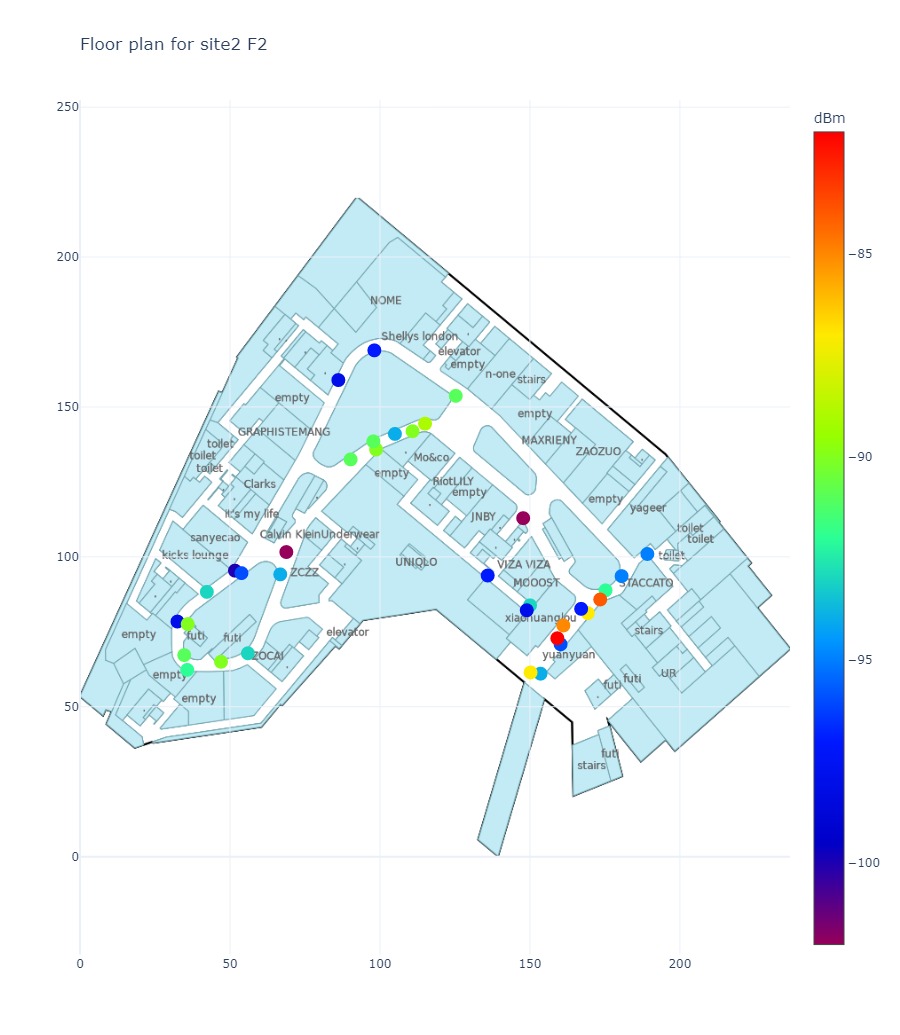 Floor plan for site2 F2
dBm
250
−85
200
NOME
Shellys london
elevator
empty
n-one
stairs
150
empty
empty
GRAPHISTEMANG
MAXRIENY
toilet
ZAOZUO
toilet
Mo&co
toilet
−90
empty
RiotLILY
Clarks
empty
empty
yageer
it's my life
JNBY
toilet
sanyecao
Calvin KleinUnderwear
toilet
100
kicks lounge
toilet
UNIQLO
VIZA VIZA
ZCZZ
MOOOST
STACCATO
xiaohuanglou
empty
futi
futi
elevator
stairs
−95
ZOCAI
yuanyuan
empty
UR
futi
futi
empty
50
futi
stairs
0
−100
0
50
100
150
200